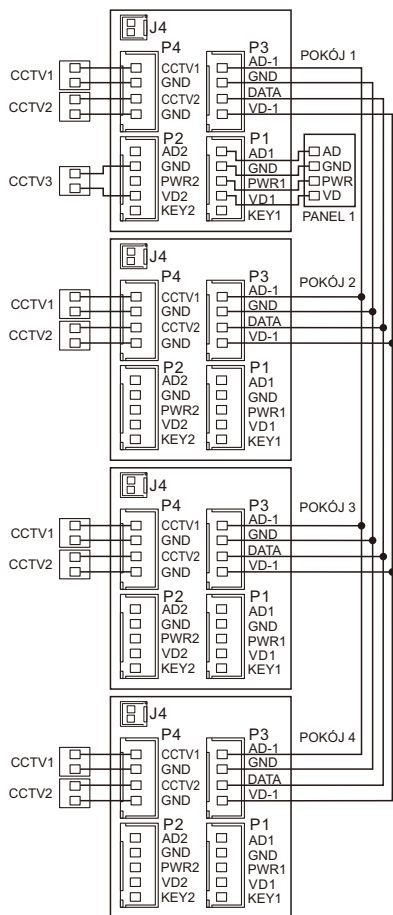 J4
P4
P3
CCTV1
CCTV1
AD-1
POKÓJ 1
GND
GND
CCTV2
CCTV2
DATA
GND
VD-1
P2
P1
CCTV3
AD2
AD1
AD
GND
GND
GND
PWR2
PWR1
PWR
VD2
VD1
VD
KEY2
KEY1
PANEL 1
J4
P4
P3
CCTV1
CCTV1
AD-1
POKÓJ 2
GND
GND
CCTV2
CCTV2
DATA
GND
VD-1
P2
P1
AD2
AD1
GND
GND
PWR2
PWR1
VD2
VD1
KEY2
KEY1
J4
P4
P3
CCTV1
CCTV1
AD-1
POKÓJ 3
GND
GND
CCTV2
CCTV2
DATA
GND
VD-1
P2
P1
AD2
AD1
GND
GND
PWR2
PWR1
VD2
VD1
KEY2
KEY1
J4
P4
P3
CCTV1
CCTV1
AD-1
POKÓJ 4
GND
GND
CCTV2
CCTV2
DATA
GND
VD-1
P2
P1
AD2
AD1
GND
GND
PWR2
PWR1
VD2
VD1
KEY2
KEY1